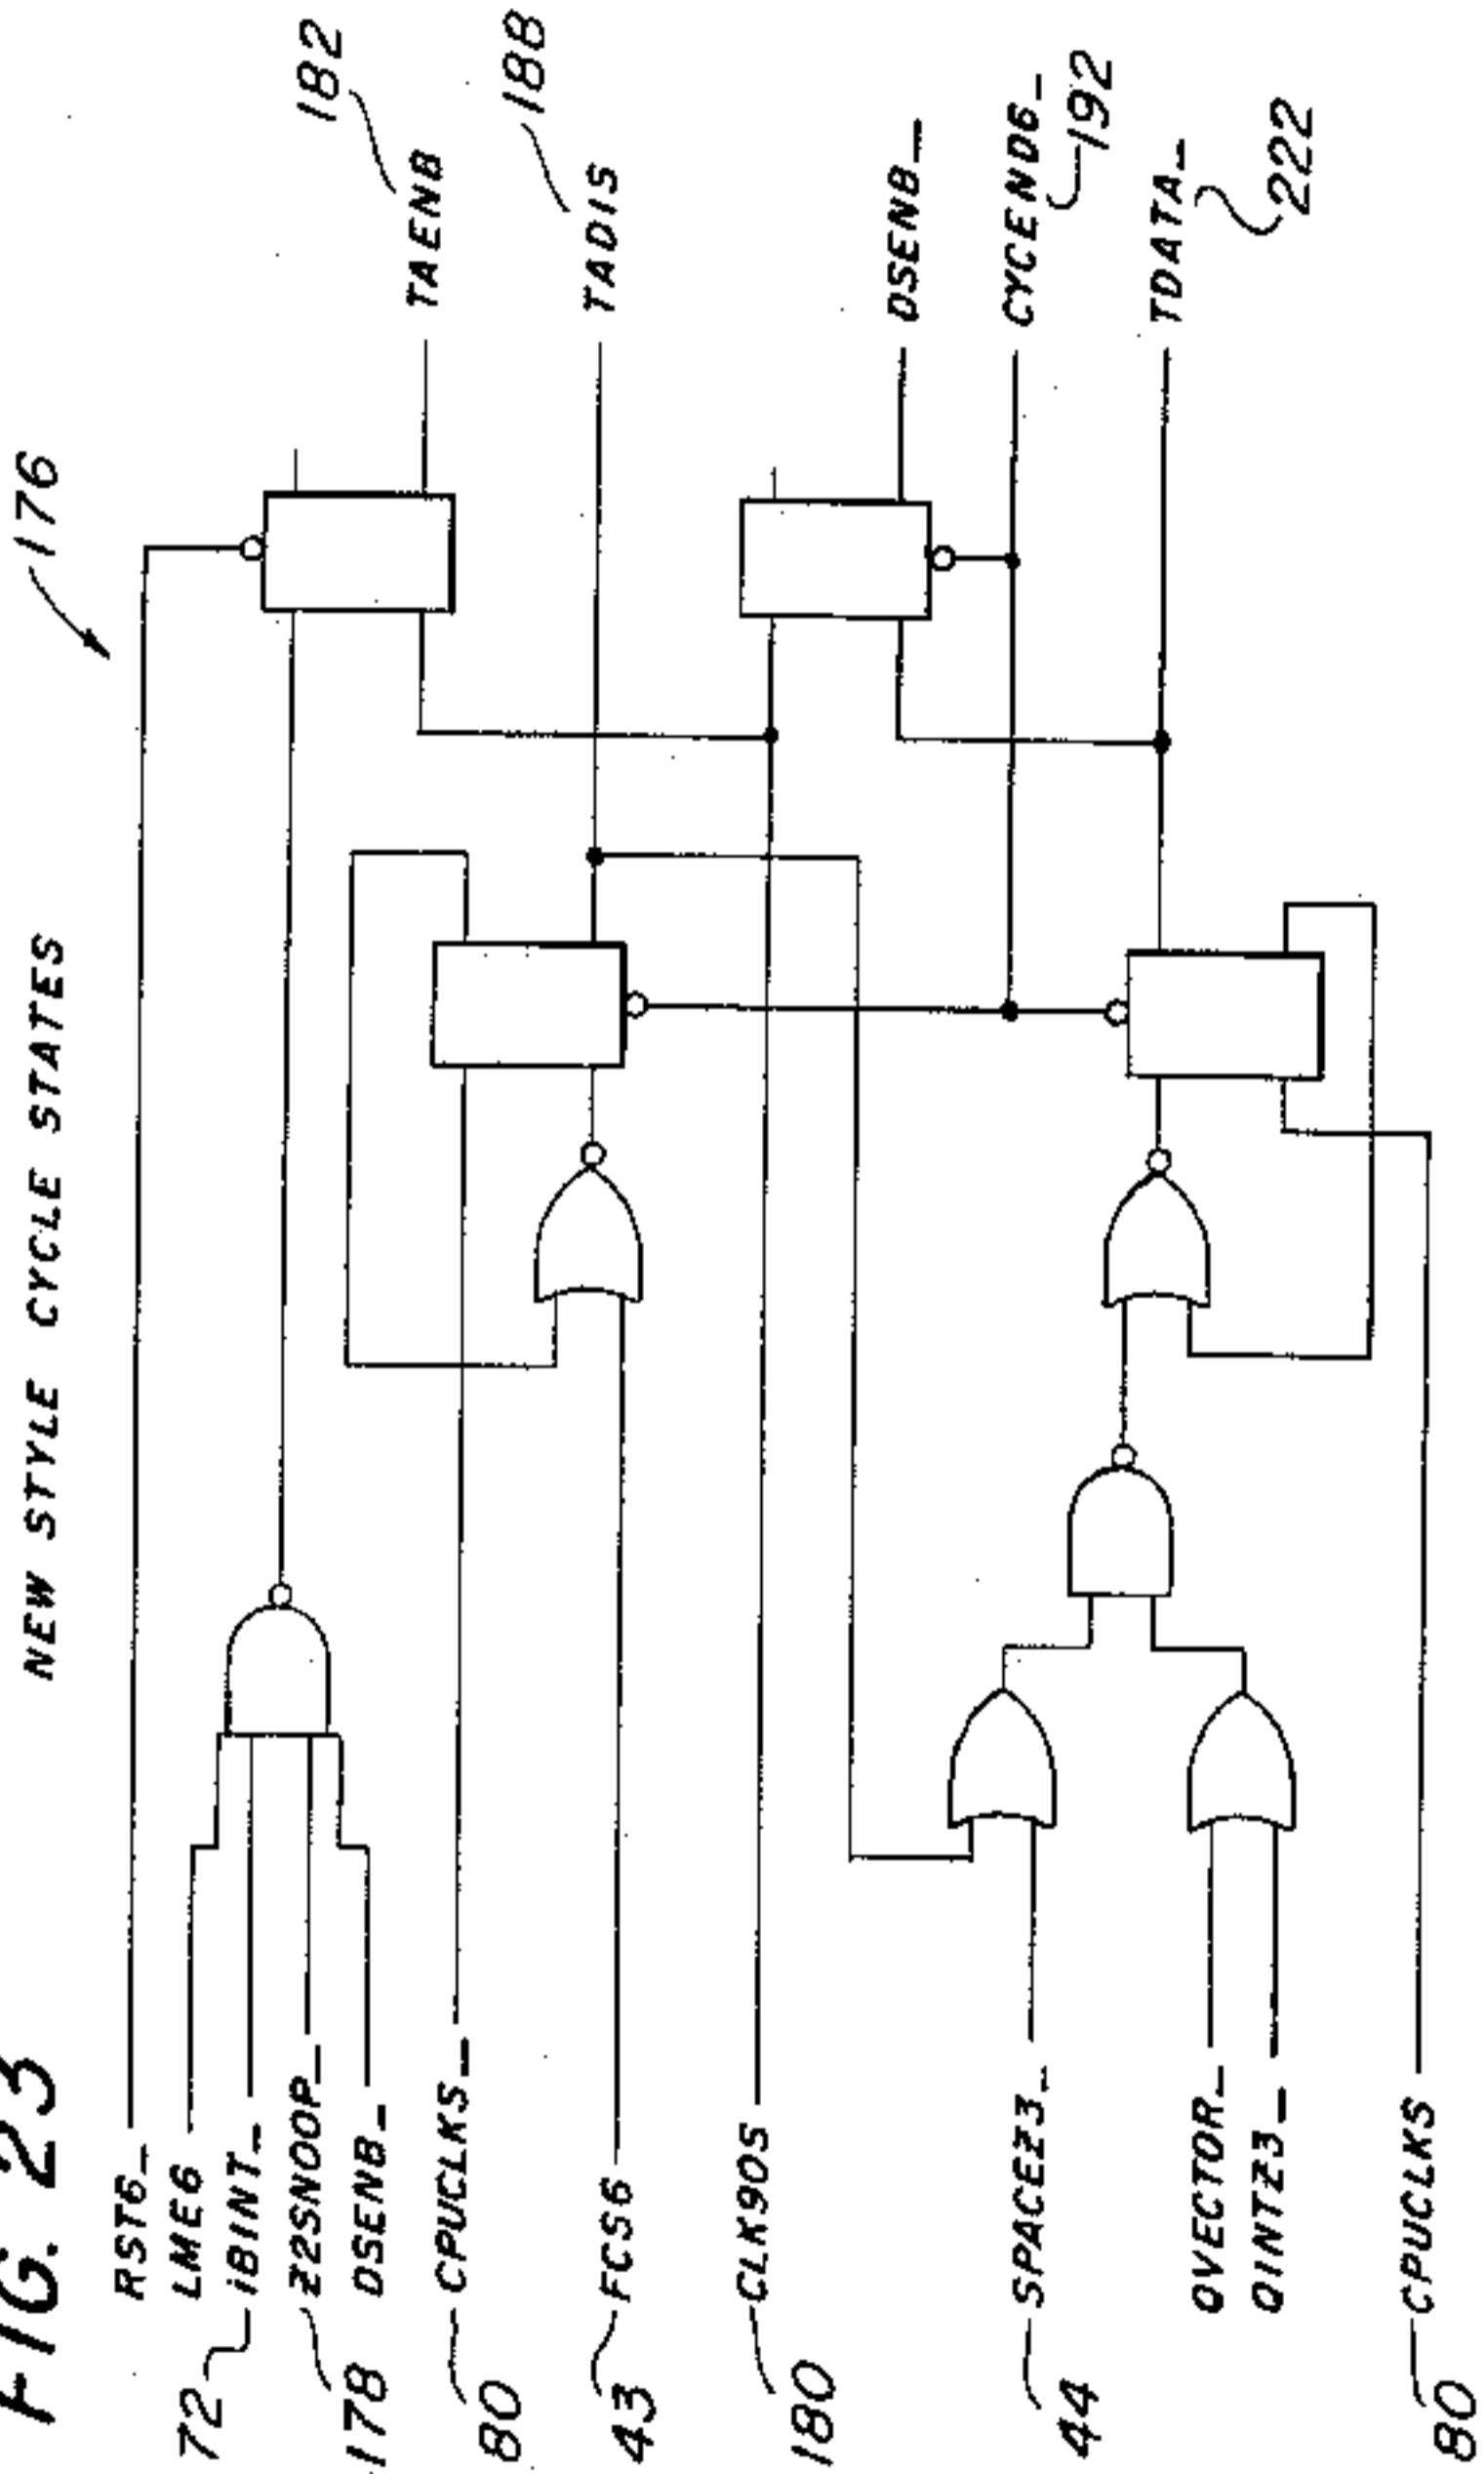 FIG. 23
NEW STYLE CYCLE STATES
176
RST6_
LME6
72
iBINT_
178
Z2SNOOP_
DSENB_
80
CPUCLKS_
43
FCS6
180
CLK90S
44
SPACEZ3_
QVECTOR_
QINTZ3_
80
CPUCLKS
182
TAENB
188
TADIS
DSENB_
CYCEND6_
192
TDATA_
222